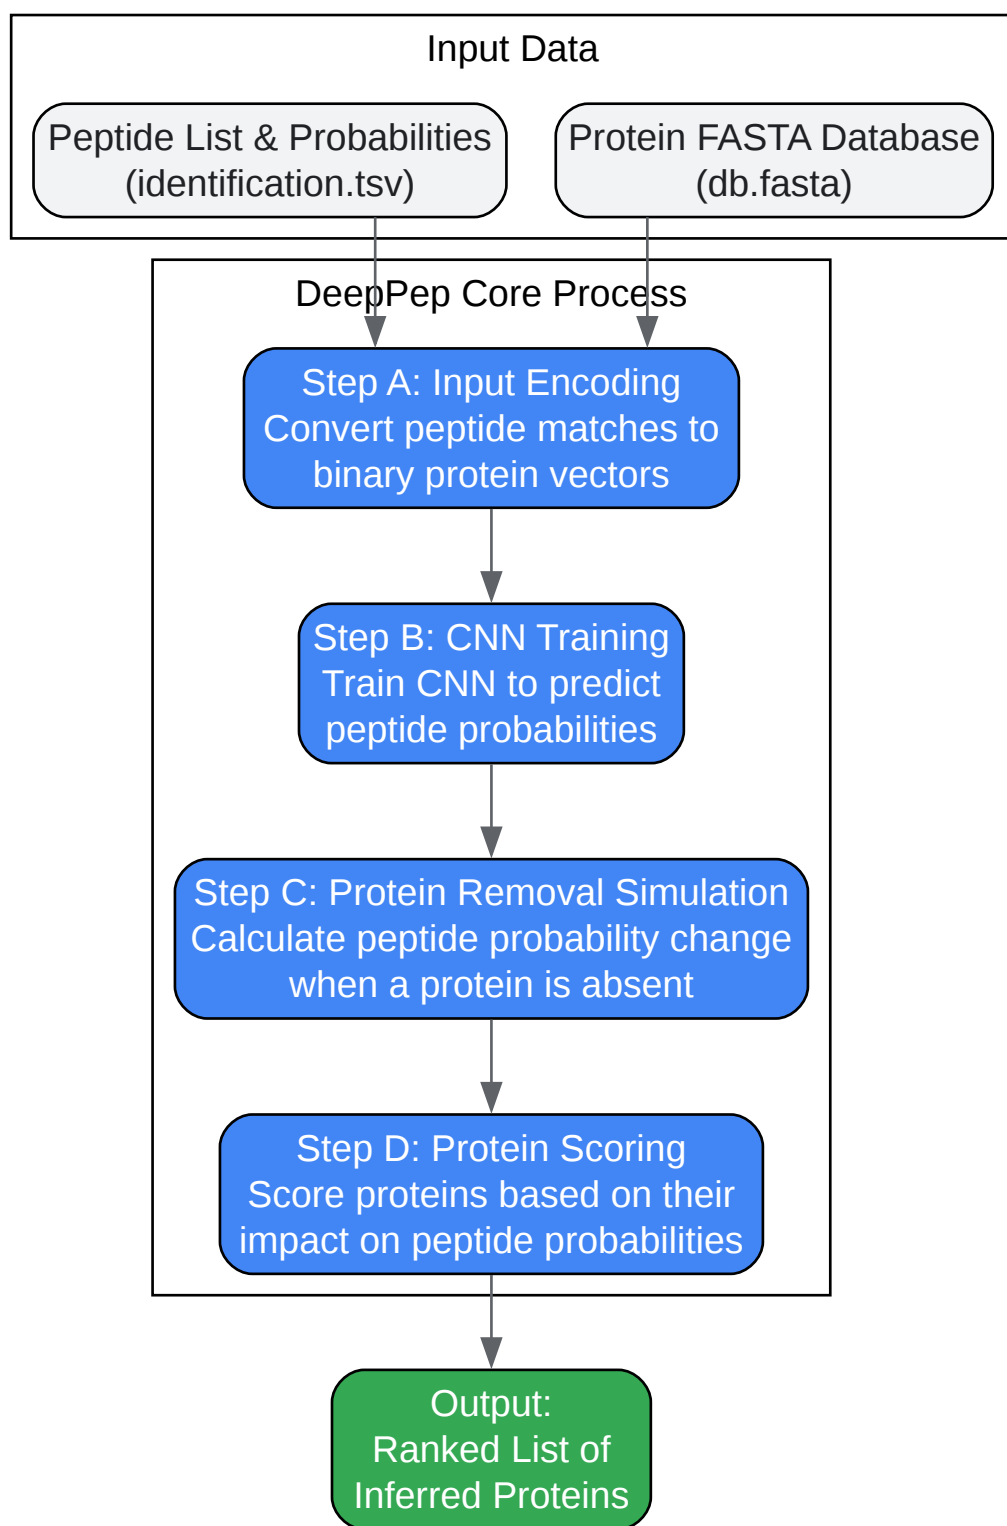 Input Data
Peptide List & Probabilities
(identification.tsv)
Protein FASTA Database
(db.fasta)
DeepPep Core Process
Step A: Input Encoding
Convert peptide matches to
binary protein vectors
Step B: CNN Training
Train CNN to predict
peptide probabilities
Step C: Protein Removal Simulation
Calculate peptide probability change
when a protein is absent
Step D: Protein Scoring
Score proteins based on their
impact on peptide probabilities
Output:
Ranked List of
Inferred Proteins